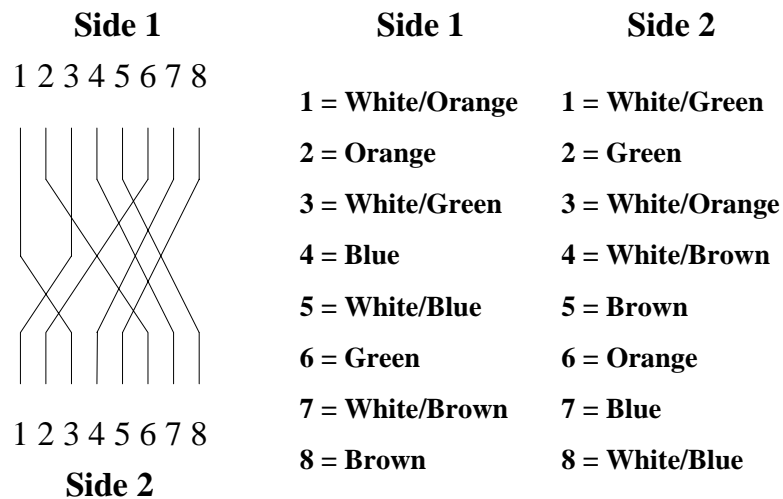 Side 1
1 2 3 4 5 6 7 8
1 2 3 4 5 6 7 8
Side 2
Side 1
1 = White/Orange
2 = Orange
3 = White/Green
4 = Blue
5 = White/Blue
6 = Green
7 = White/Brown
8 = Brown
Side 2
1 = White/Green
2 = Green
3 = White/Orange
4 = White/Brown
5 = Brown
6 = Orange
7 = Blue
8 = White/Blue